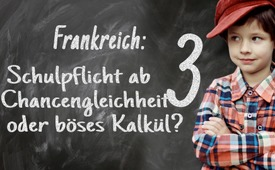 Frankreich:
Schulpflicht ab 3
Chancengleichheit
oder böses Kalkül?